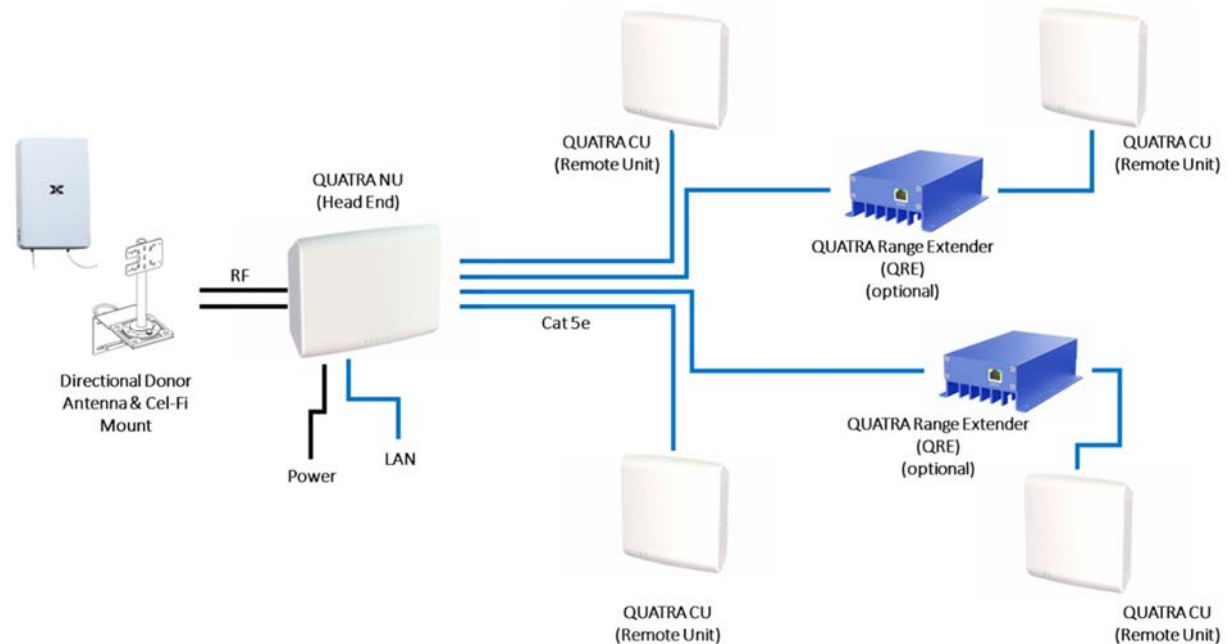 QUATRA CU
(Remote Unit)
QUATRA CU
(Remote Unit)
QUATRA NU
(Head End)
QUATRA Range Extender
(QRE)
(optional)
RF
Cat 5e
Directional Donor
Antenna & Cel-Fi
Mount
Power
LAN
QUATRA Range Extender
(QRE)
(optional)
QUATRA CU
(Remote Unit)
QUATRA CU
(Remote Unit)